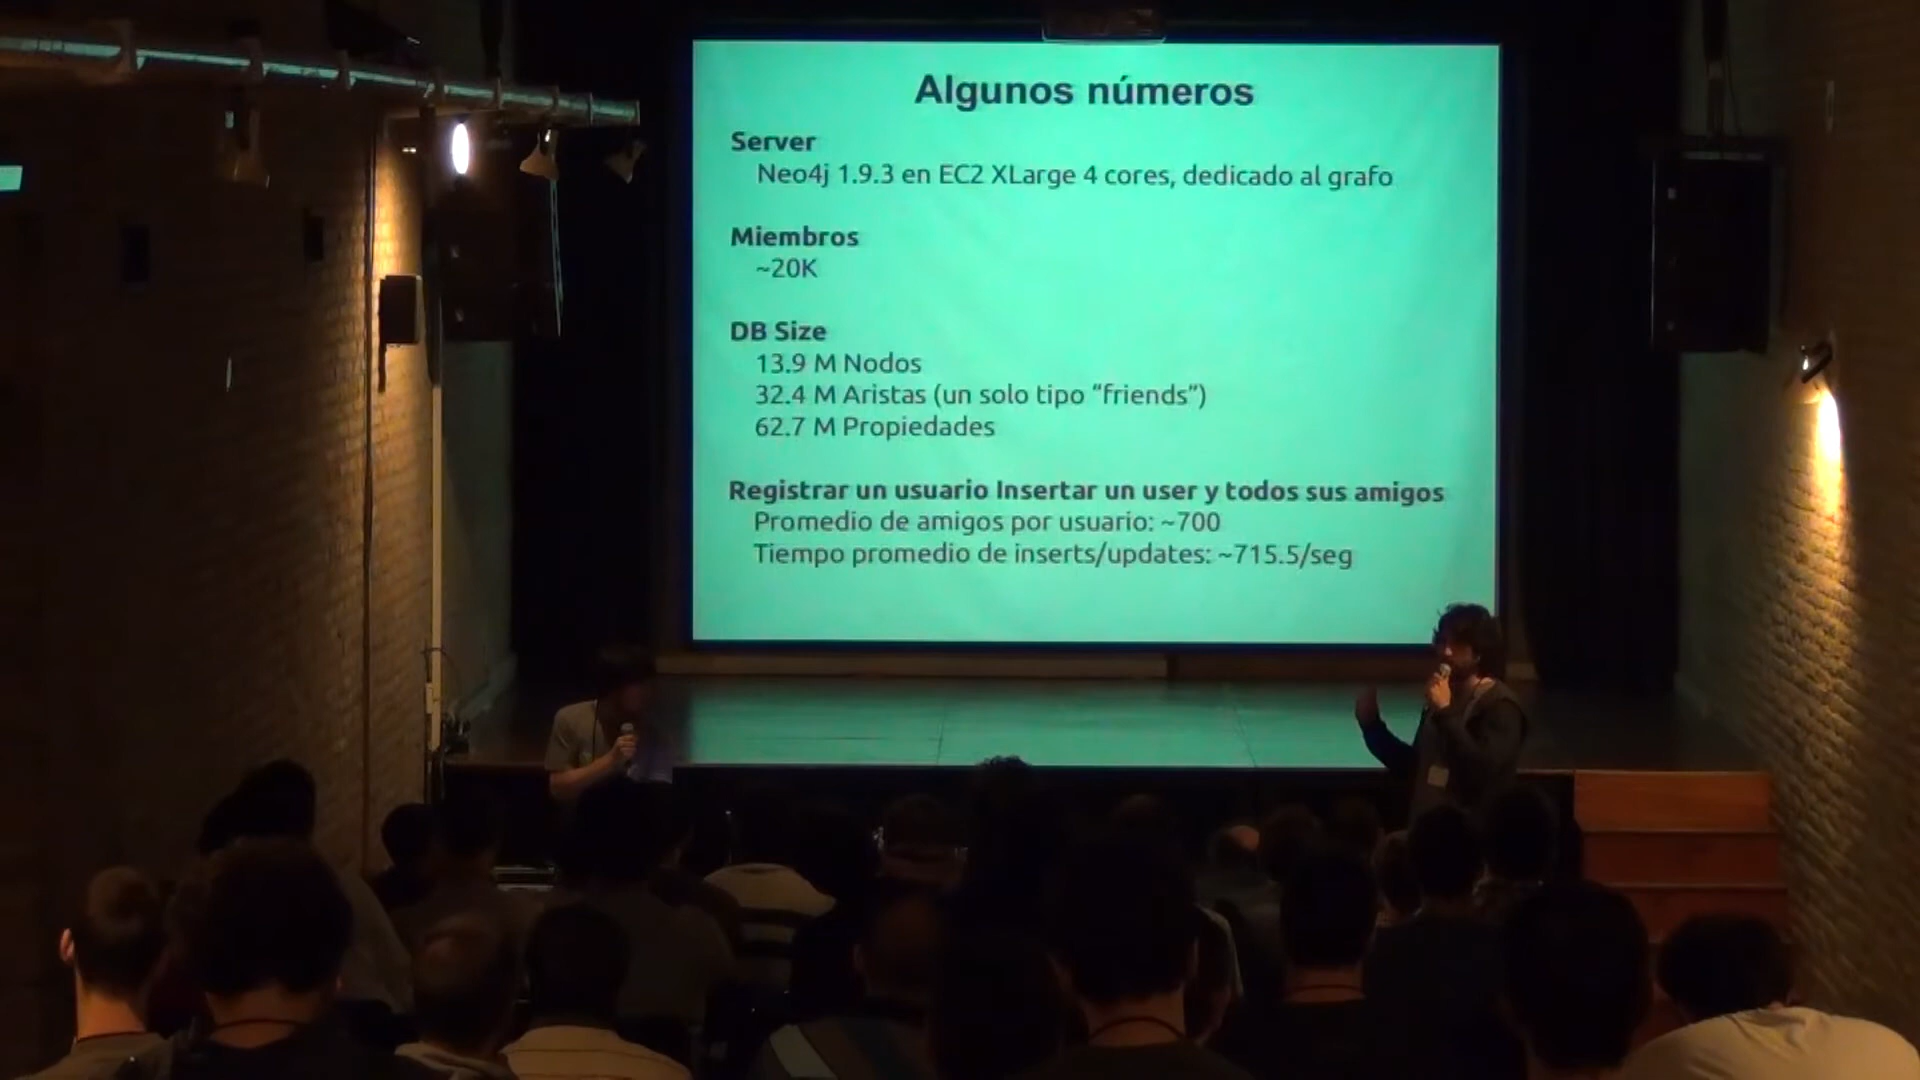 Algunos números
Server
Neo4j 1.9.3 en EC2 XLarge 4 cores, dedicado al grafo
Miembros
~20K
DB Size
13.9 M Nodos
32.4 M Aristas (un solo tipo “friends”)
62.7 M Propiedades
Registrar un usuario Insertar un user y todos sus amigos
Promedio de amigos por usuario: ~700
Tiempo promedio de inserts/updates: ~715.5/seg